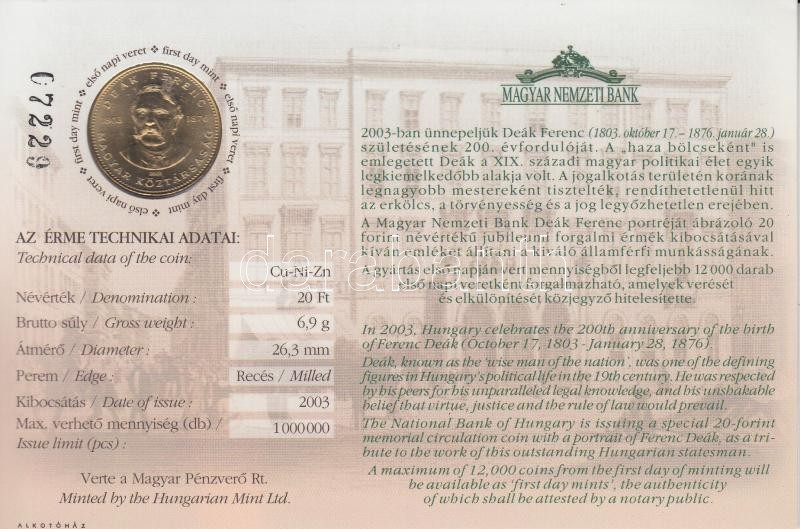 07229
első napi veret ❖ first day mint ❖ első napi veret ❖ first day mint ❖ első napi veret ❖ first day mint
DEÁK FERENC
1803 1876
2003
MAGYAR KÖZTÁRSASÁG
AZ ÉRME TECHNIKAI ADATAI:
Technical data of the coin:
Cu-Ni-Zn
Névérték / Denomination : 20 Ft
Brutto súly / Gross weight : 6,9 g
Átmérő / Diameter : 26,3 mm
Perem / Edge : Recés / Milled
Kibocsátás / Date of issue : 2003
Max. verhető mennyiség (db) /
Issue limit (pcs) : 1000000
Verte a Magyar Pénzverő Rt.
Minted by the Hungarian Mint Ltd.
ALKOTÓHÁZ
MAGYAR NEMZETI BANK
2003-ban ünnepeljük Deák Ferenc (1803. október 17. – 1876. január 28.)
születésének 200. évfordulóját. A „haza bölcseként" is
emlegetett Deák a XIX. századi magyar politikai élet egyik
legkiemelkedőbb alakja volt. A jogalkotás területén korának
legnagyobb mestereként tisztelték, rendíthetetlenül hitt
az erkölcs, a törvényesség és a jog legyőzhetetlen erejében.
A Magyar Nemzeti Bank Deák Ferenc portréját ábrázoló 20
forint névértékű jubileumi forgalmi érmék kibocsátásával
kíván emléket állítani a kiváló államférfi munkásságának.
A gyártás első napján vert mennyiségből legfeljebb 12 000 darab
első napi veretként forgalmazható, amelyek verését
és elkülönítését közjegyző hitelesítette.
In 2003, Hungary celebrates the 200th anniversary of the birth
of Ferenc Deák (October 17, 1803 - January 28, 1876).
Deák, known as the 'wise man of the nation', was one of the defining
figures in Hungary's political life in the 19th century. He was respected
by his peers for his unparalleled legal knowledge, and his unshakable
belief that virtue, justice and the rule of law would prevail.
The National Bank of Hungary is issuing a special 20-forint
memorial circulation coin with a portrait of Ferenc Deák, as a tri-
bute to the work of this outstanding Hungarian statesman.
A maximum of 12,000 coins from the first day of minting will
be available as 'first day mints', the authenticity
of which shall be attested by a notary public.